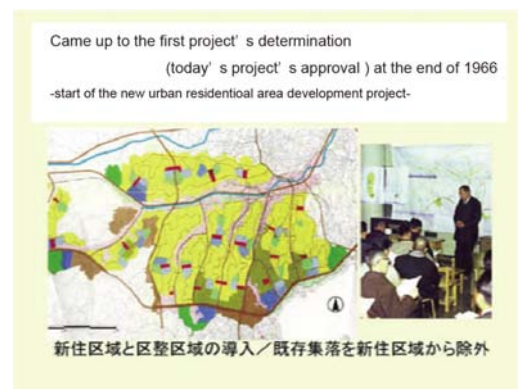 Came up to the first project’ s determination
(today’ s project’ s approval ) at the end of 1966
-start of the new urban residentioal area development project-
新住区域と区整区域の導入／既存集落を新住区域から除外